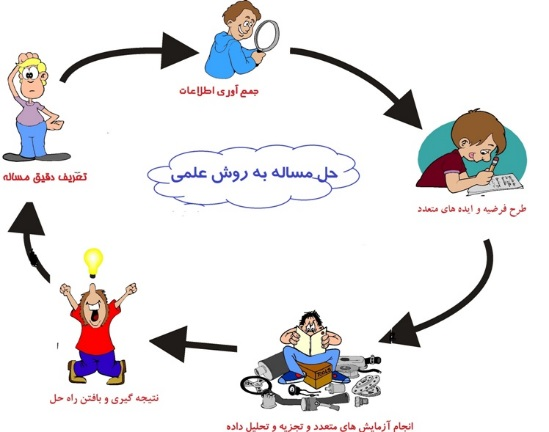 حل مساله به روش علمی
تعریف دقیق مساله
جمع آوری اطلاعات
طرح فرضیه و ایده های متعدد
انجام آزمایش های متعدد و تجزیه و تحلیل داده
نتیجه گیری و یافتن راه حل